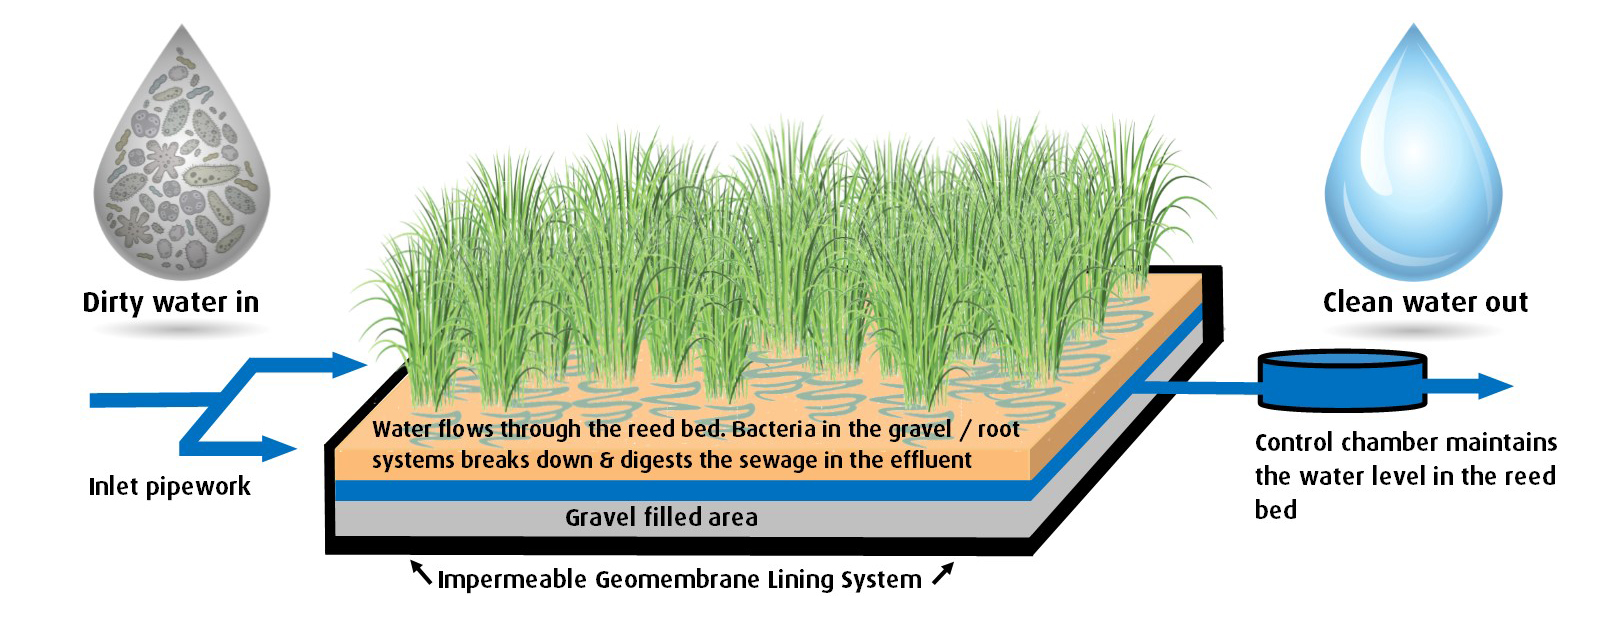 Dirty water in
Clean water out
Water flows through the reed bed. Bacteria in the gravel / root
systems breaks down & digests the sewage in the effluent
Inlet pipework
Control chamber maintains
the water level in the reed
bed
Gravel filled area
Impermeable Geomembrane Lining System